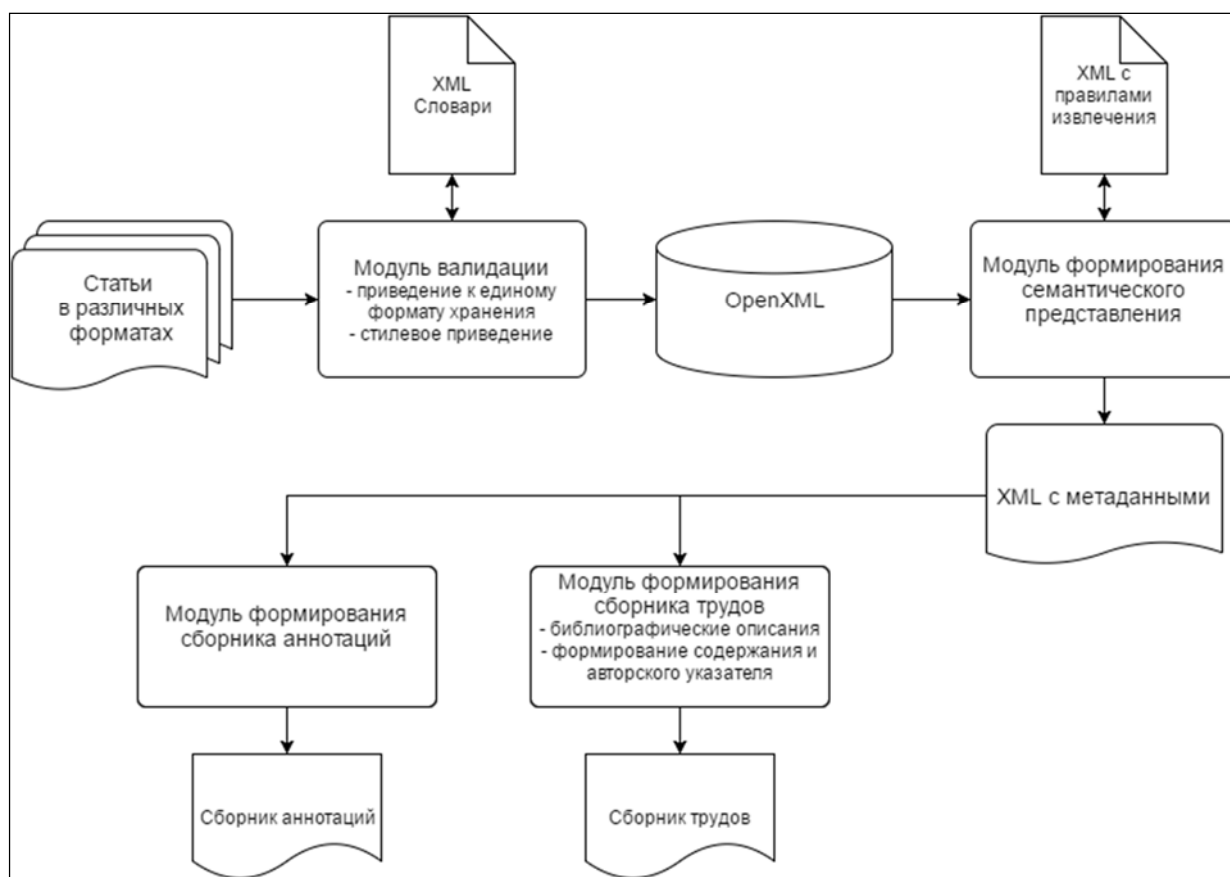 XML
Словари
XML с
правилами
извлечения
Статьи
в различных
форматах
Модуль валидации
- приведение к единому
формату хранения
- стилевое приведение
OpenXML
Модуль формирования
семантического
представления
XML с метаданными
Модуль формирования
сборника аннотаций
Модуль формирования
сборника трудов
- библиографические описания
- формирование содержания и
авторского указателя
Сборник аннотаций
Сборник трудов